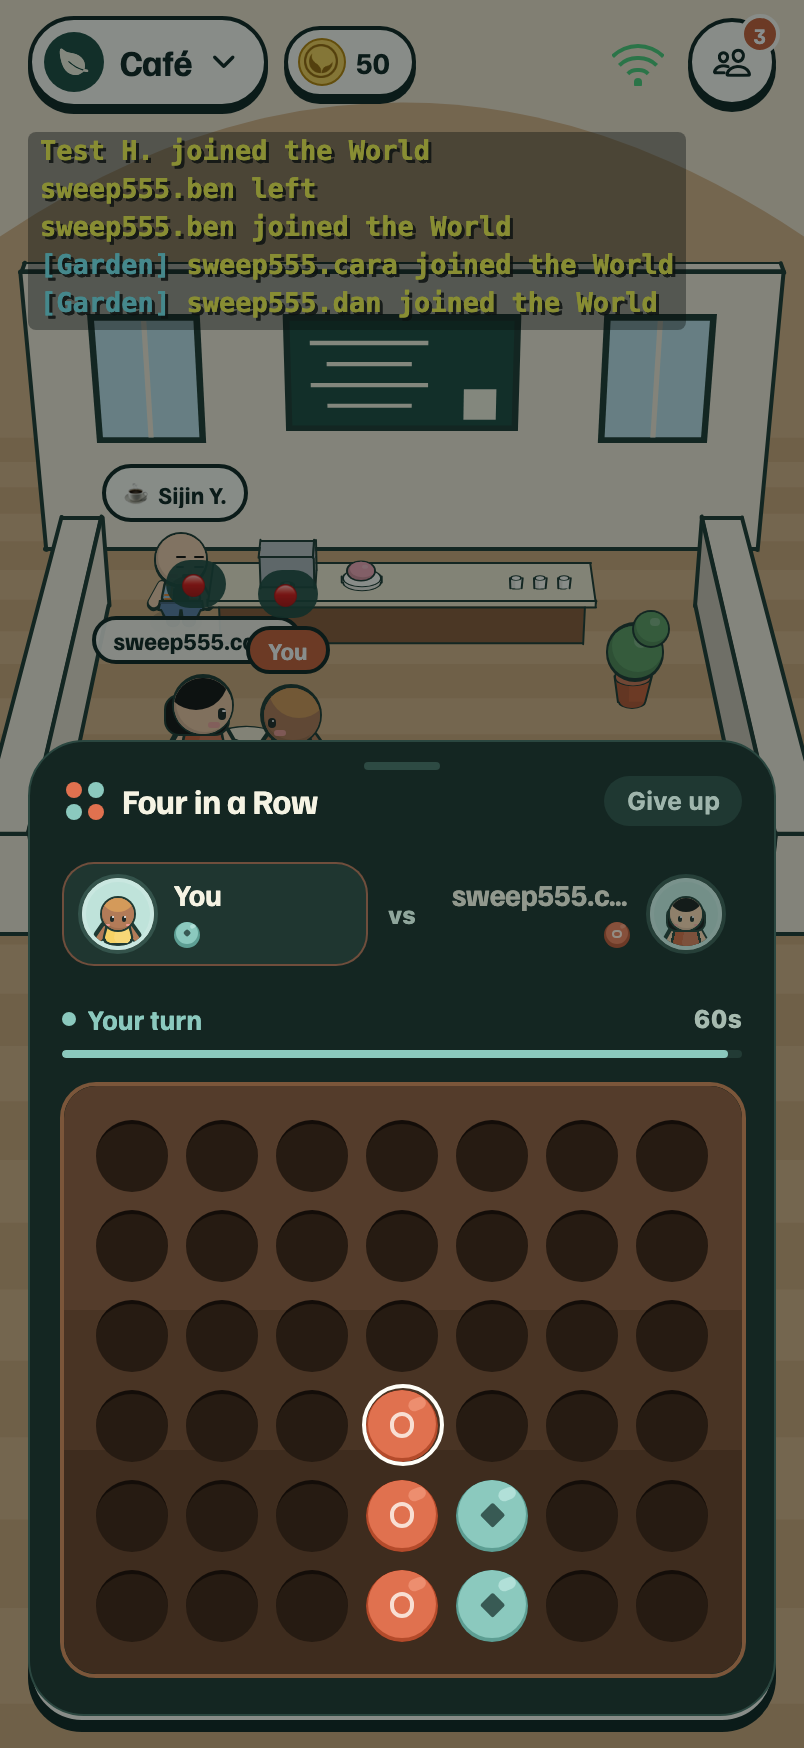 Café
50
3
Test H. joined the World
sweep555.ben left
sweep555.ben joined the World
[Garden] sweep555.cara joined the World
[Garden] sweep555.dan joined the World
Sijin Y.
You
Four in a Row
Give up
You
sweep555.c...
vs
Your turn
60s